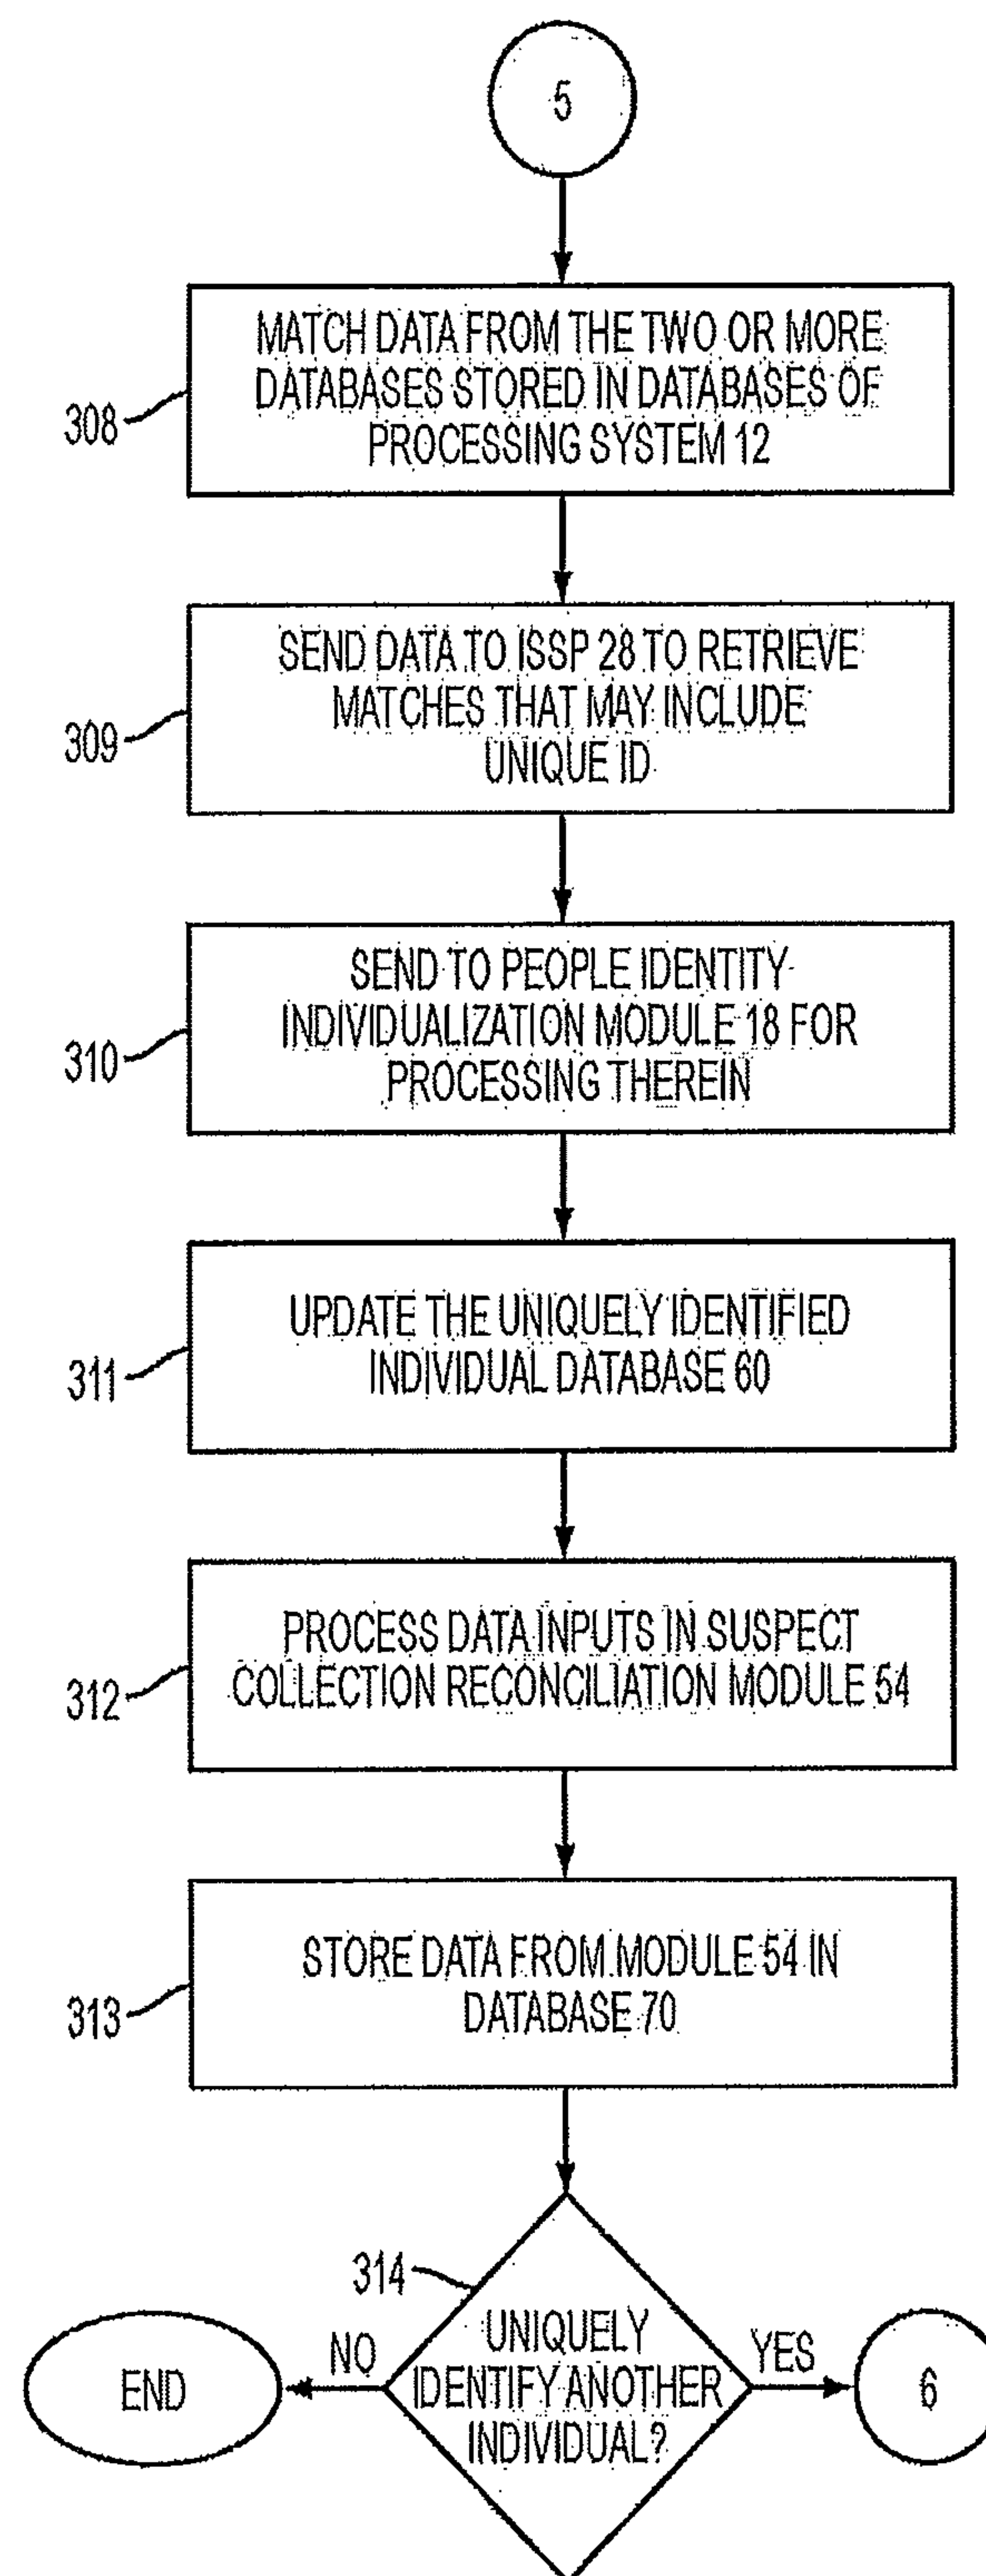 5
MATCH DATA FROM THE TWO OR MORE
DATABASES STORED IN DATABASES OF
PROCESSING SYSTEM 12
308
SEND DATA TO ISSP 28 TO RETRIEVE
MATCHES THAT MAY INCLUDE
UNIQUE ID
309
SEND TO PEOPLE IDENTITY
INDIVIDUALIZATION MODULE 18 FOR
PROCESSING THEREIN
310
UPDATE THE UNIQUELY IDENTIFIED
INDIVIDUAL DATABASE 60
311
PROCESS DATA INPUTS IN SUSPECT
COLLECTION RECONCILIATION MODULE 54
312
STORE DATA FROM MODULE 54 IN
DATABASE 70
313
314
UNIQUELY
IDENTIFY ANOTHER
INDIVIDUAL?
NO
END
YES
6